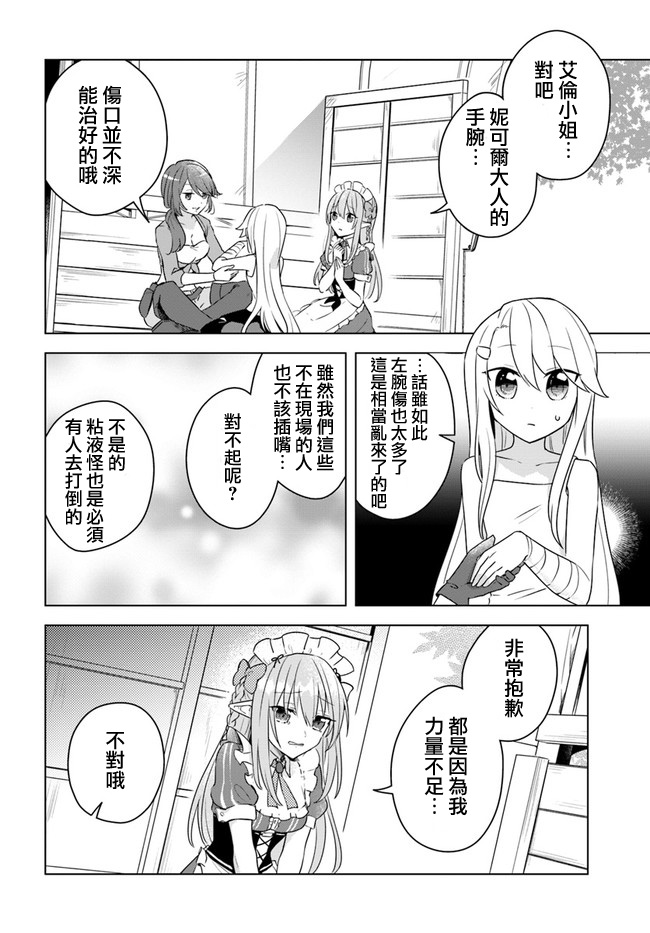 艾倫小姐…
對吧
妮可爾大人的
手腕…
傷口並不深
能治好的哦
…話雖如此
左腕傷也太多了
這是相當亂來了的吧
雖然我們這些
不在現場的人
也不該插嘴…
對不起呢?
不是的
粘液怪也是必須
有人去打倒的
非常抱歉
都是因為我
力量不足…
不對哦